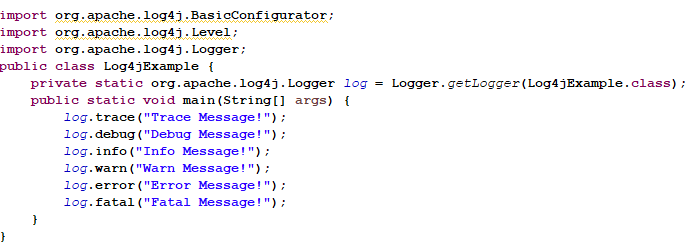 import org.apache.log4j.BasicConfigurator;
import org.apache.log4j.Level;
import org.apache.log4j.Logger;
public class Log4jExample {
    private static org.apache.log4j.Logger log = Logger.getLogger(Log4jExample.class);
    public static void main(String[] args) {
        log.trace("Trace Message!");
        log.debug("Debug Message!");
        log.info("Info Message!");
        log.warn("Warn Message!");
        log.error("Error Message!");
        log.fatal("Fatal Message!");
    }
}